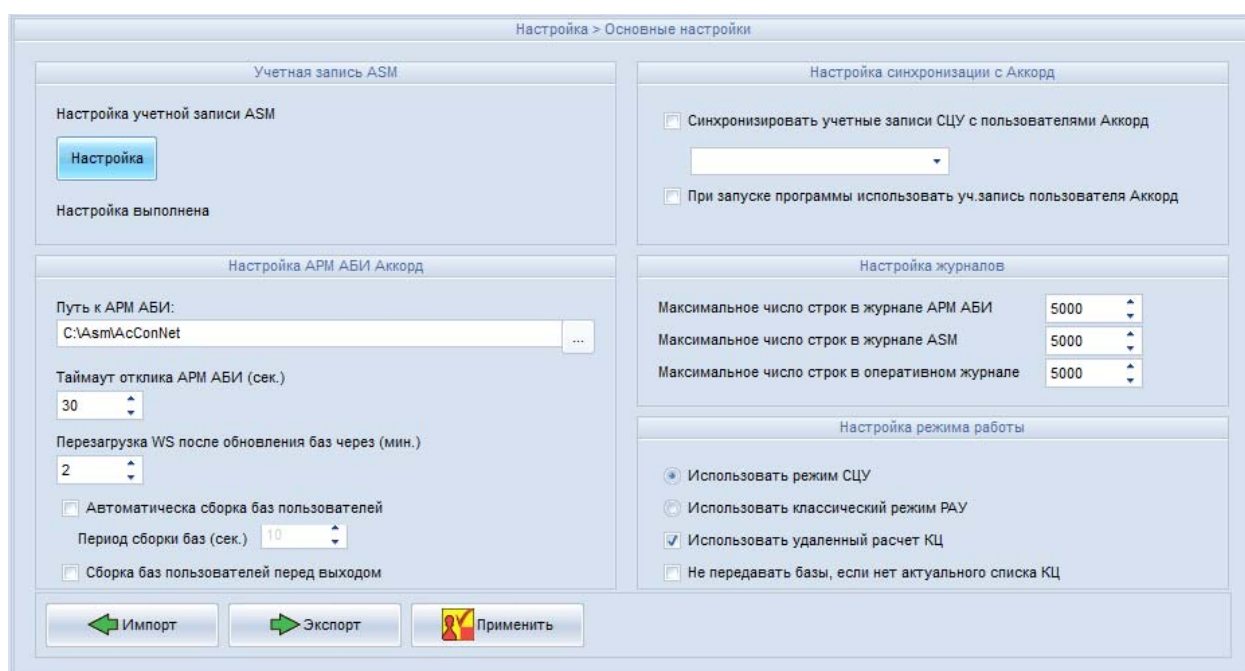 Настройка > Основные настройки
Учетная запись ASM
Настройка учетной записи ASM
Настройка
Настройка выполнена
Настройка синхронизации с Аккорд
Синхронизировать учетные записи СЦУ с пользователями Аккорд
При запуске программы использовать уч.запись пользователя Аккорд
Настройка АРМ АБИ Аккорд
Путь к АРМ АБИ:
C:\Asm\AcConNet
...
Таймаут отклика АРМ АБИ (сек.)
30
Перезагрузка WS после обновления баз через (мин.)
2
Автоматическа сборка баз пользователей
Период сборки баз (сек.) 10
Сборка баз пользователей перед выходом
Настройка журналов
Максимальное число строк в журнале АРМ АБИ 5000
Максимальное число строк в журнале ASM 5000
Максимальное число строк в оперативном журнале 5000
Настройка режима работы
Использовать режим СЦУ
Использовать классический режим РАУ
Использовать удаленный расчет КЦ
Не передавать базы, если нет актуального списка КЦ
Импорт Экспорт Применить